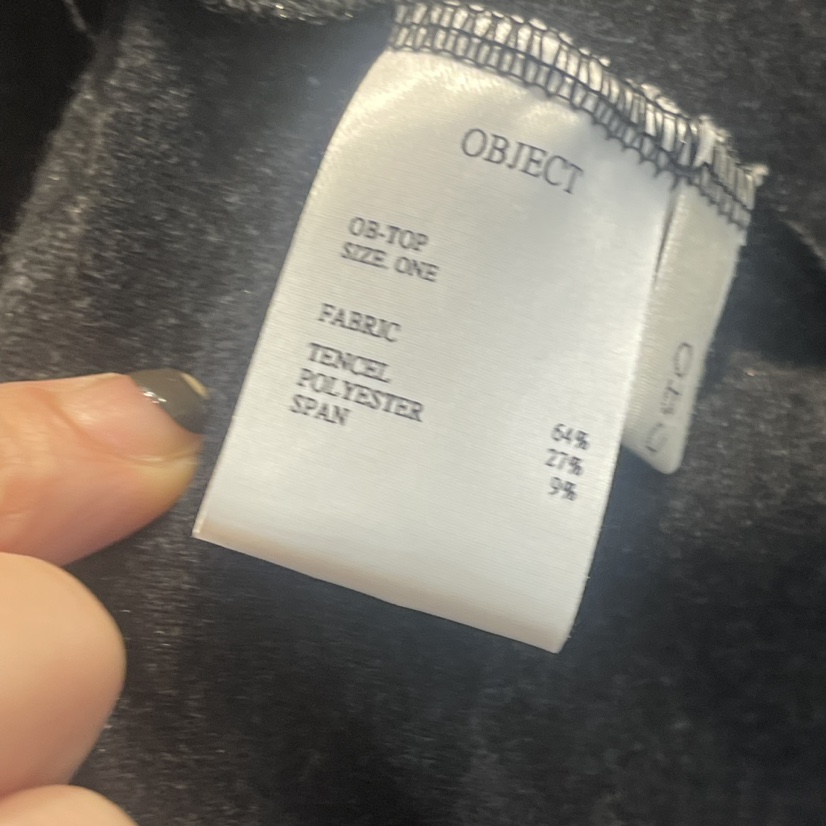 OBJECT
OB-TOP
SIZE. ONE
FABRIC
TENCEL 64%
POLYESTER 27%
SPAN 9%